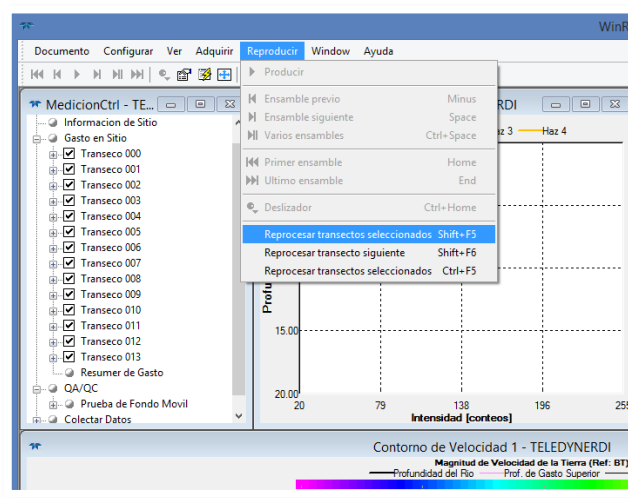 WinR
Documento Configurar Ver Adquirir Reproducir Window Ayuda
Producir
MedicionCtrl - TE...
Informacion de Sitio
Gasto en Sitio
Transeco 000
Transeco 001
Transeco 002
Transeco 003
Transeco 004
Transeco 005
Transeco 006
Transeco 007
Transeco 008
Transeco 009
Transeco 010
Transeco 011
Transeco 012
Transeco 013
Resumer de Gasto
QA/QC
Prueba de Fondo Movil
Colectar Datos
Ensamble previo Minus
Ensamble siguiente Space
Varios ensambles Ctrl+Space
Primer ensamble Home
Ultimo ensamble End
Deslizador Ctrl+Home
Reprocesar transectos seleccionados Shift+F5
Reprocesar transecto siguiente Shift+F6
Reprocesar transectos seleccionados Ctrl+F5
RDI
az 3 Haz 4
Profu
15.00
20.00
20 79 138 196 255
Intensidad [conteos]
Contorno de Velocidad 1 - TELEDYNERDI
Magnitud de Velocidad de la Tierra (Ref: BT)
Profundidad del Rio Prof. de Gasto Superior